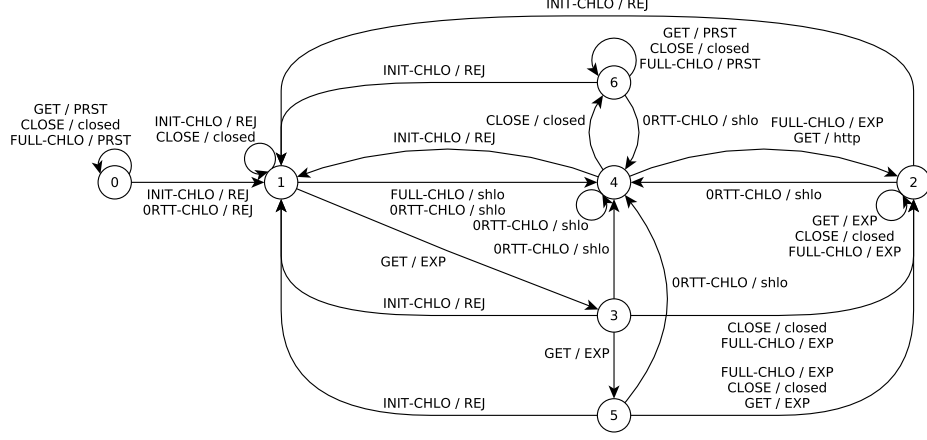 INIT-CHLO / REJ
GET / PRST
CLOSE / closed
FULL-CHLO / PRST
6
INIT-CHLO / REJ
GET / PRST
CLOSE / closed
FULL-CHLO / PRST
INIT-CHLO / REJ
CLOSE / closed
CLOSE / closed
0RTT-CHLO / shlo
FULL-CHLO / EXP
GET / http
INIT-CHLO / REJ
0
1
4
2
INIT-CHLO / REJ
0RTT-CHLO / REJ
FULL-CHLO / shlo
0RTT-CHLO / shlo
0RTT-CHLO / shlo
0RTT-CHLO / shlo
GET / EXP
CLOSE / closed
FULL-CHLO / EXP
0RTT-CHLO / shlo
GET / EXP
0RTT-CHLO / shlo
INIT-CHLO / REJ
3
CLOSE / closed
FULL-CHLO / EXP
GET / EXP
FULL-CHLO / EXP
CLOSE / closed
GET / EXP
INIT-CHLO / REJ
5